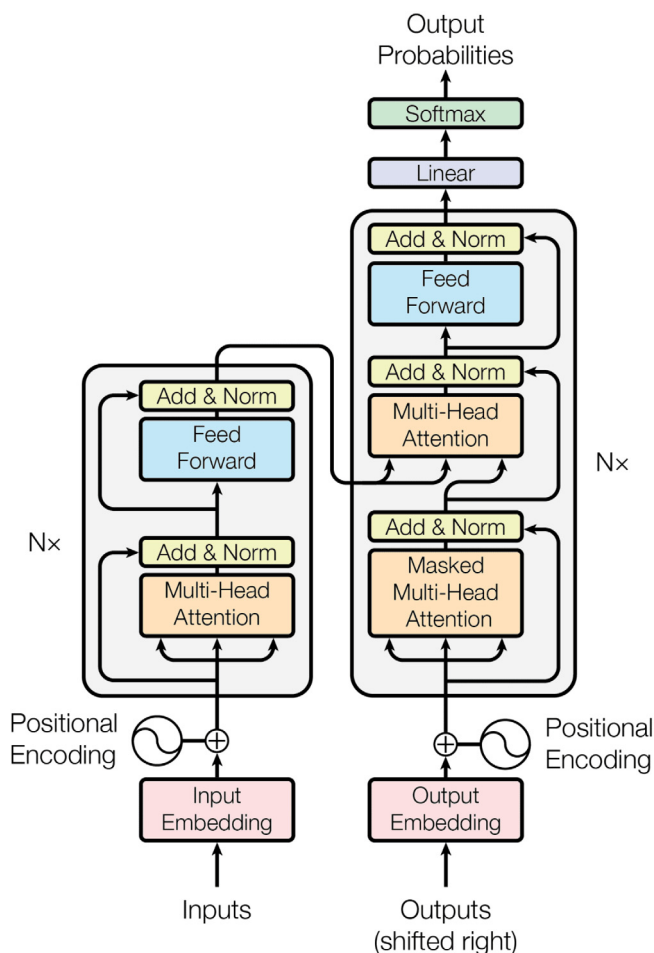 Output
Probabilities
Softmax
Linear
Add & Norm
Feed
Forward
Add & Norm
Multi-Head
Attention
Add & Norm
Masked
Multi-Head
Attention
Nx
Add & Norm
Feed
Forward
Add & Norm
Multi-Head
Attention
Nx
Positional
Encoding
Positional
Encoding
Input
Embedding
Output
Embedding
Inputs
Outputs
(shifted right)